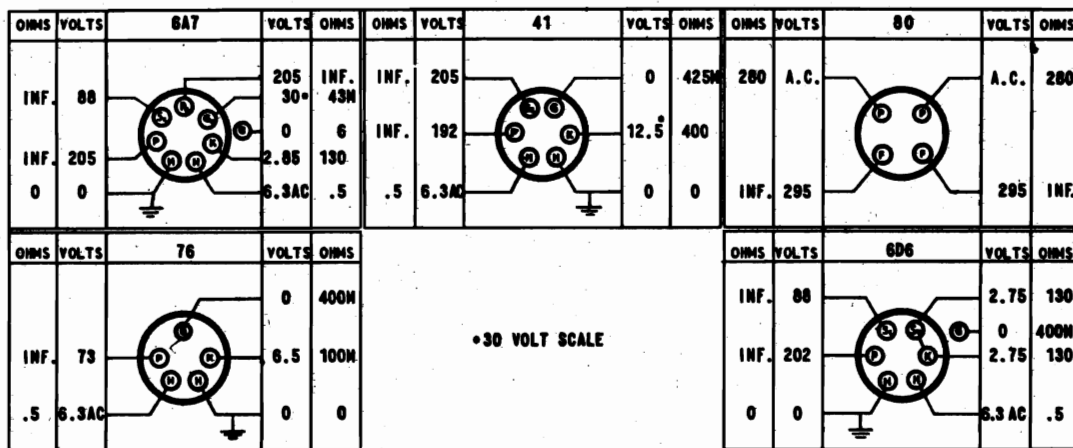 OHMS VOLTS 6A7 VOLTS OHMS
205 INF.
INF. 88 30• 43M
G 0 6
INF. 205 P K 2.85 130
0 0 H H 6.3AC .5
OHMS VOLTS 41 VOLTS OHMS
INF. 205 G 0 425M
INF. 192 P K 12.5• 400
.5 6.3AC H H 0 0
OHMS VOLTS 80 VOLTS OHMS
280 A.C. P P A.C. 280
INF. 295 F F 295 INF.
OHMS VOLTS 76 VOLTS OHMS
G 0 400M
INF. 73 P K 6.5 100M
.5 6.3AC H H 0 0
•30 VOLT SCALE
OHMS VOLTS 6D6 VOLTS OHMS
INF. 88 2.75 130
G 0 400M
INF. 202 P K 2.75 130
0 0 H H 6.3 AC .5